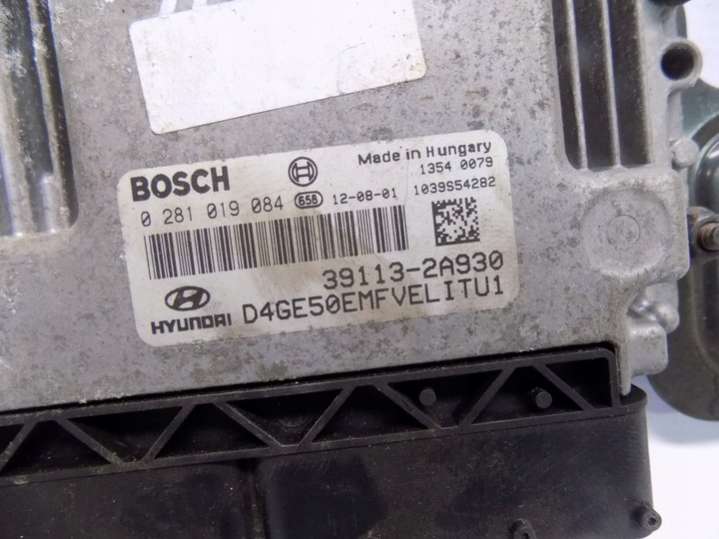 BOSCH
Made in Hungary
1354 0079
0 281 019 084 656 12-08-01 1039S54282
39113-2A930
HYUNDAI D4GE50EMFVELITU1